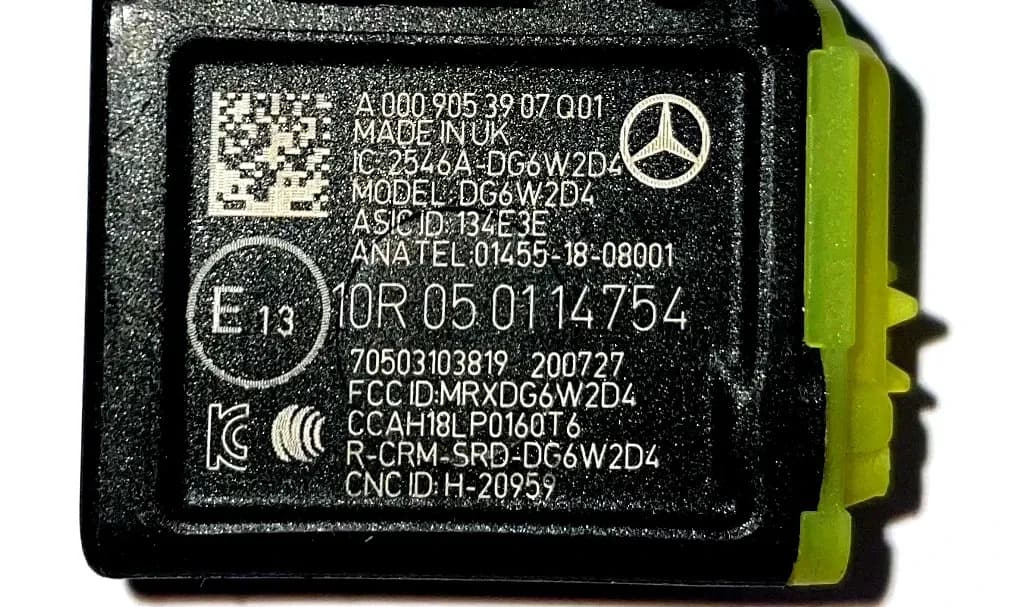 A 000 905 39 07 Q01
MADE IN UK
IC:2546A-DG6W2D4
MODEL: DG6W2D4
ASIC ID: 134E3E
ANATEL:01455-18-08001
E 13
10R 05 0114754
70503103819 200727
FCC ID:MRXDG6W2D4
CCAH18LP0160T6
R-CRM-SRD-DG6W2D4
CNC ID: H-20959